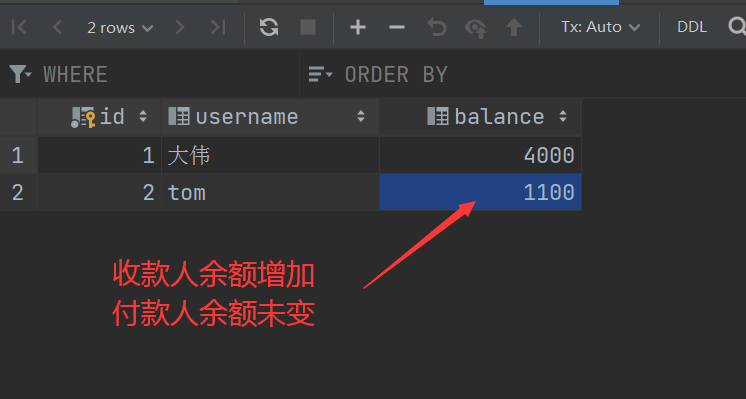 2 rows Tx: Auto DDL
WHERE ORDER BY
id username balance
1 1 大伟 4000
2 2 tom 1100
收款人余额增加
付款人余额未变